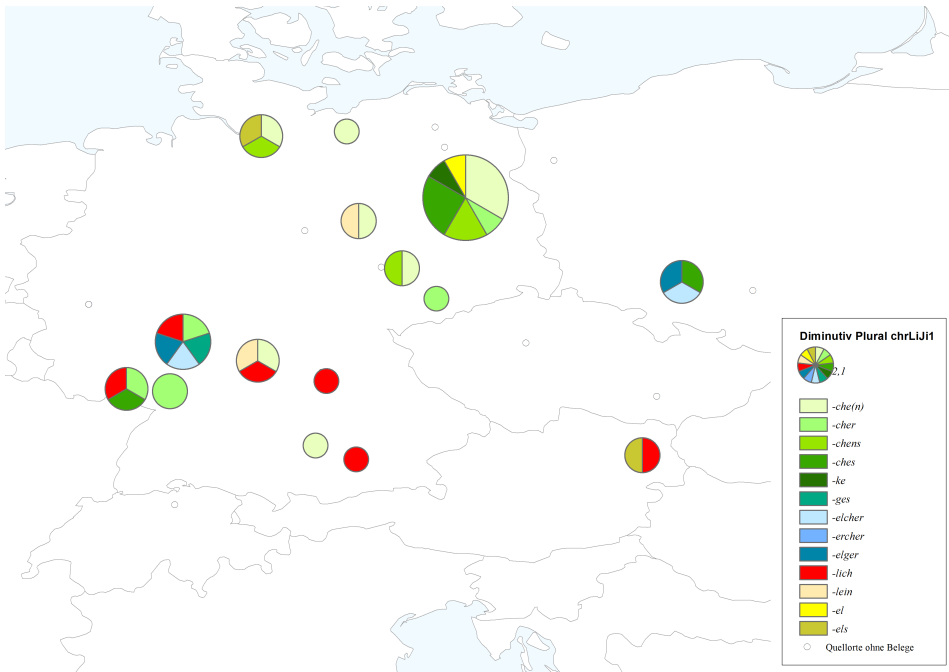 Diminutiv Plural chrLiJi1
2,1
-che(n)
-cher
-chens
-ches
-ke
-ges
-elcher
-ercher
-elger
-lich
-lein
-el
-els
Quellorte ohne Belege